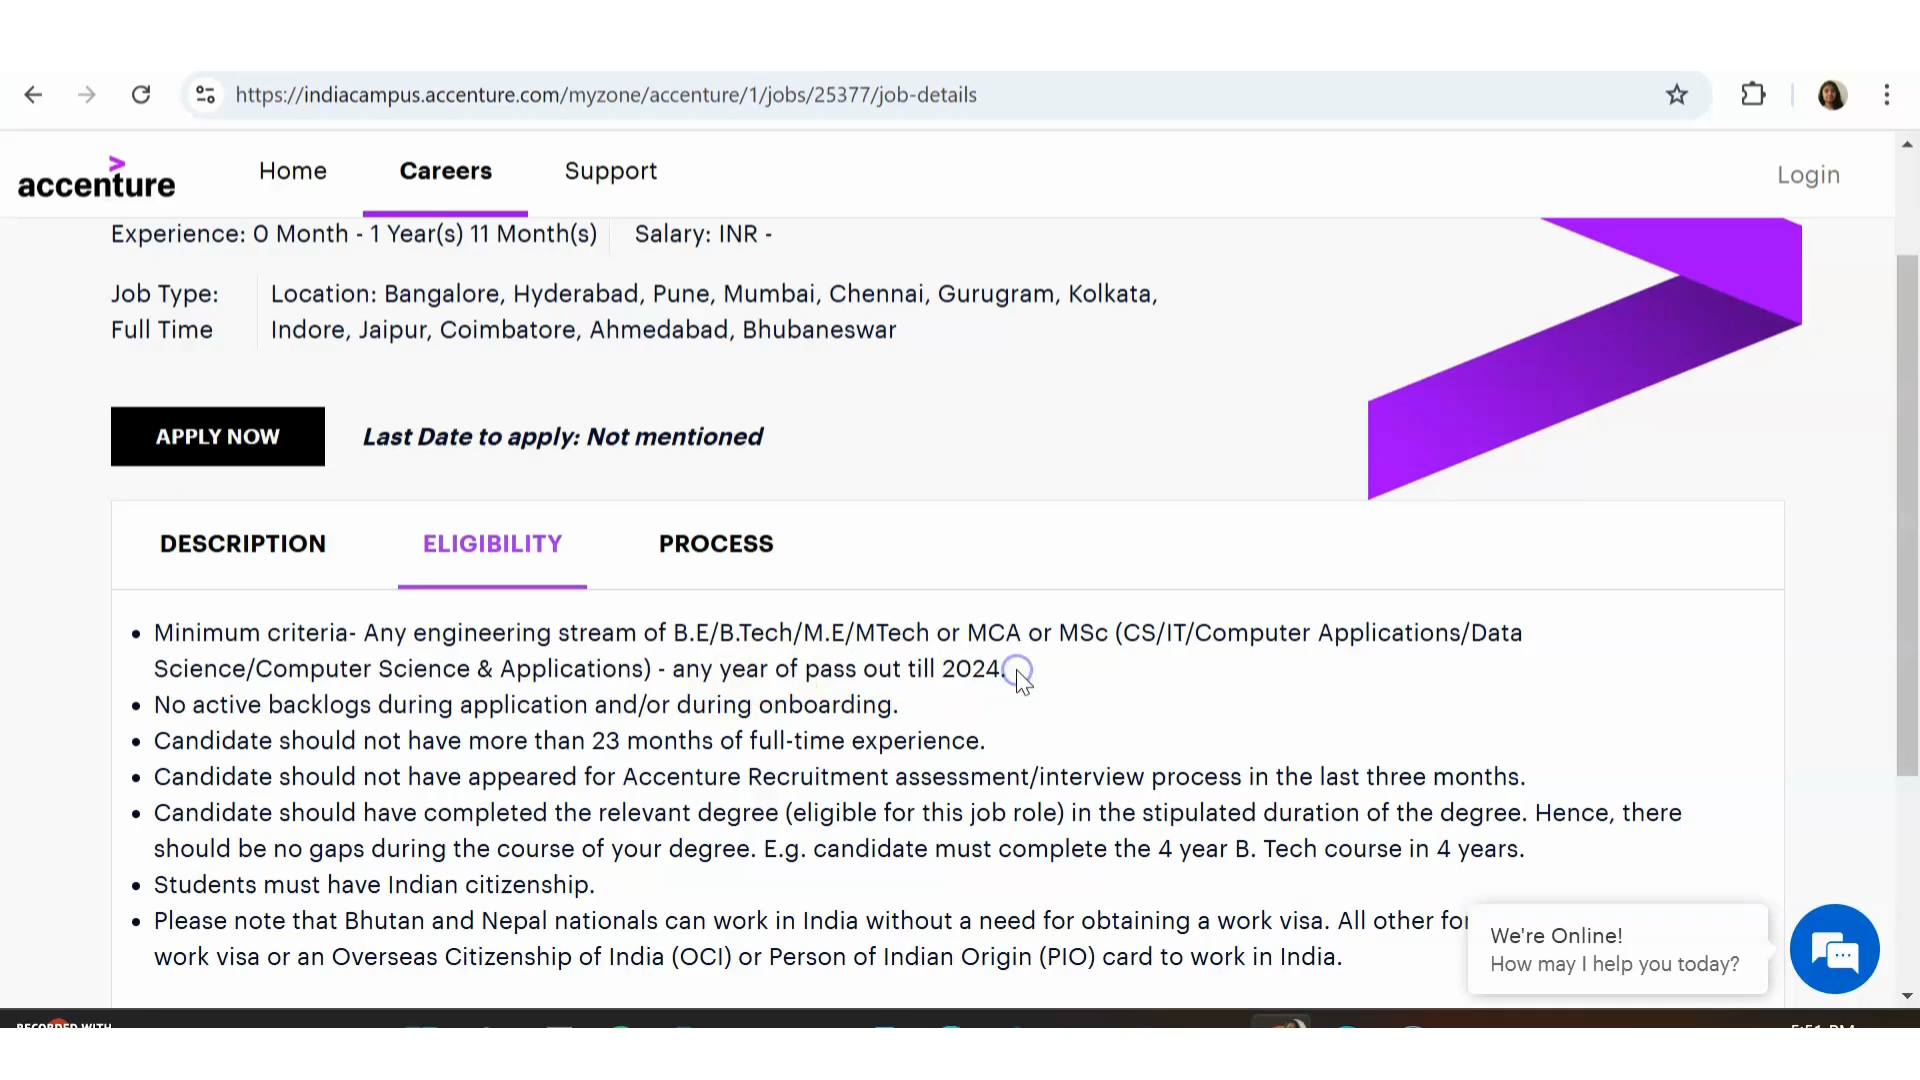 https://indiacampus.accenture.com/myzone/accenture/1/jobs/25377/job-details
accenture
Home
Careers
Support
Login
Experience: 0 Month - 1 Year(s) 11 Month(s)
Salary: INR -
Job Type:
Full Time
Location: Bangalore, Hyderabad, Pune, Mumbai, Chennai, Gurugram, Kolkata,
Indore, Jaipur, Coimbatore, Ahmedabad, Bhubaneswar
APPLY NOW
Last Date to apply: Not mentioned
DESCRIPTION
ELIGIBILITY
PROCESS
• Minimum criteria- Any engineering stream of B.E/B.Tech/M.E/MTech or MCA or MSc (CS/IT/Computer Applications/Data
Science/Computer Science & Applications) - any year of pass out till 2024.
• No active backlogs during application and/or during onboarding.
• Candidate should not have more than 23 months of full-time experience.
• Candidate should not have appeared for Accenture Recruitment assessment/interview process in the last three months.
• Candidate should have completed the relevant degree (eligible for this job role) in the stipulated duration of the degree. Hence, there
should be no gaps during the course of your degree. E.g. candidate must complete the 4 year B. Tech course in 4 years.
• Students must have Indian citizenship.
• Please note that Bhutan and Nepal nationals can work in India without a need for obtaining a work visa. All other
work visa or an Overseas Citizenship of India (OCI) or Person of Indian Origin (PIO) card to work in India.
We're Online!
How may I help you today?
RECORDED WITH